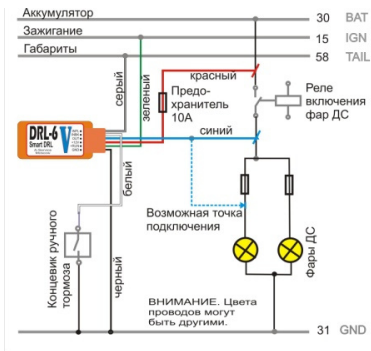 Аккумулятор
30 BAT
Зажигание
15 IGN
Габариты
58 TAIL
серый
зеленый
красный
Предо-
хранитель
10А
Реле
включения
фар ДС
DRL-6
Smart DRL
V
синий
белый
Возможная точка
подключения
Концевик ручного
тормоза
черный
Фары ДС
ВНИМАНИЕ. Цвета
проводов могут
быть другими.
31 GND